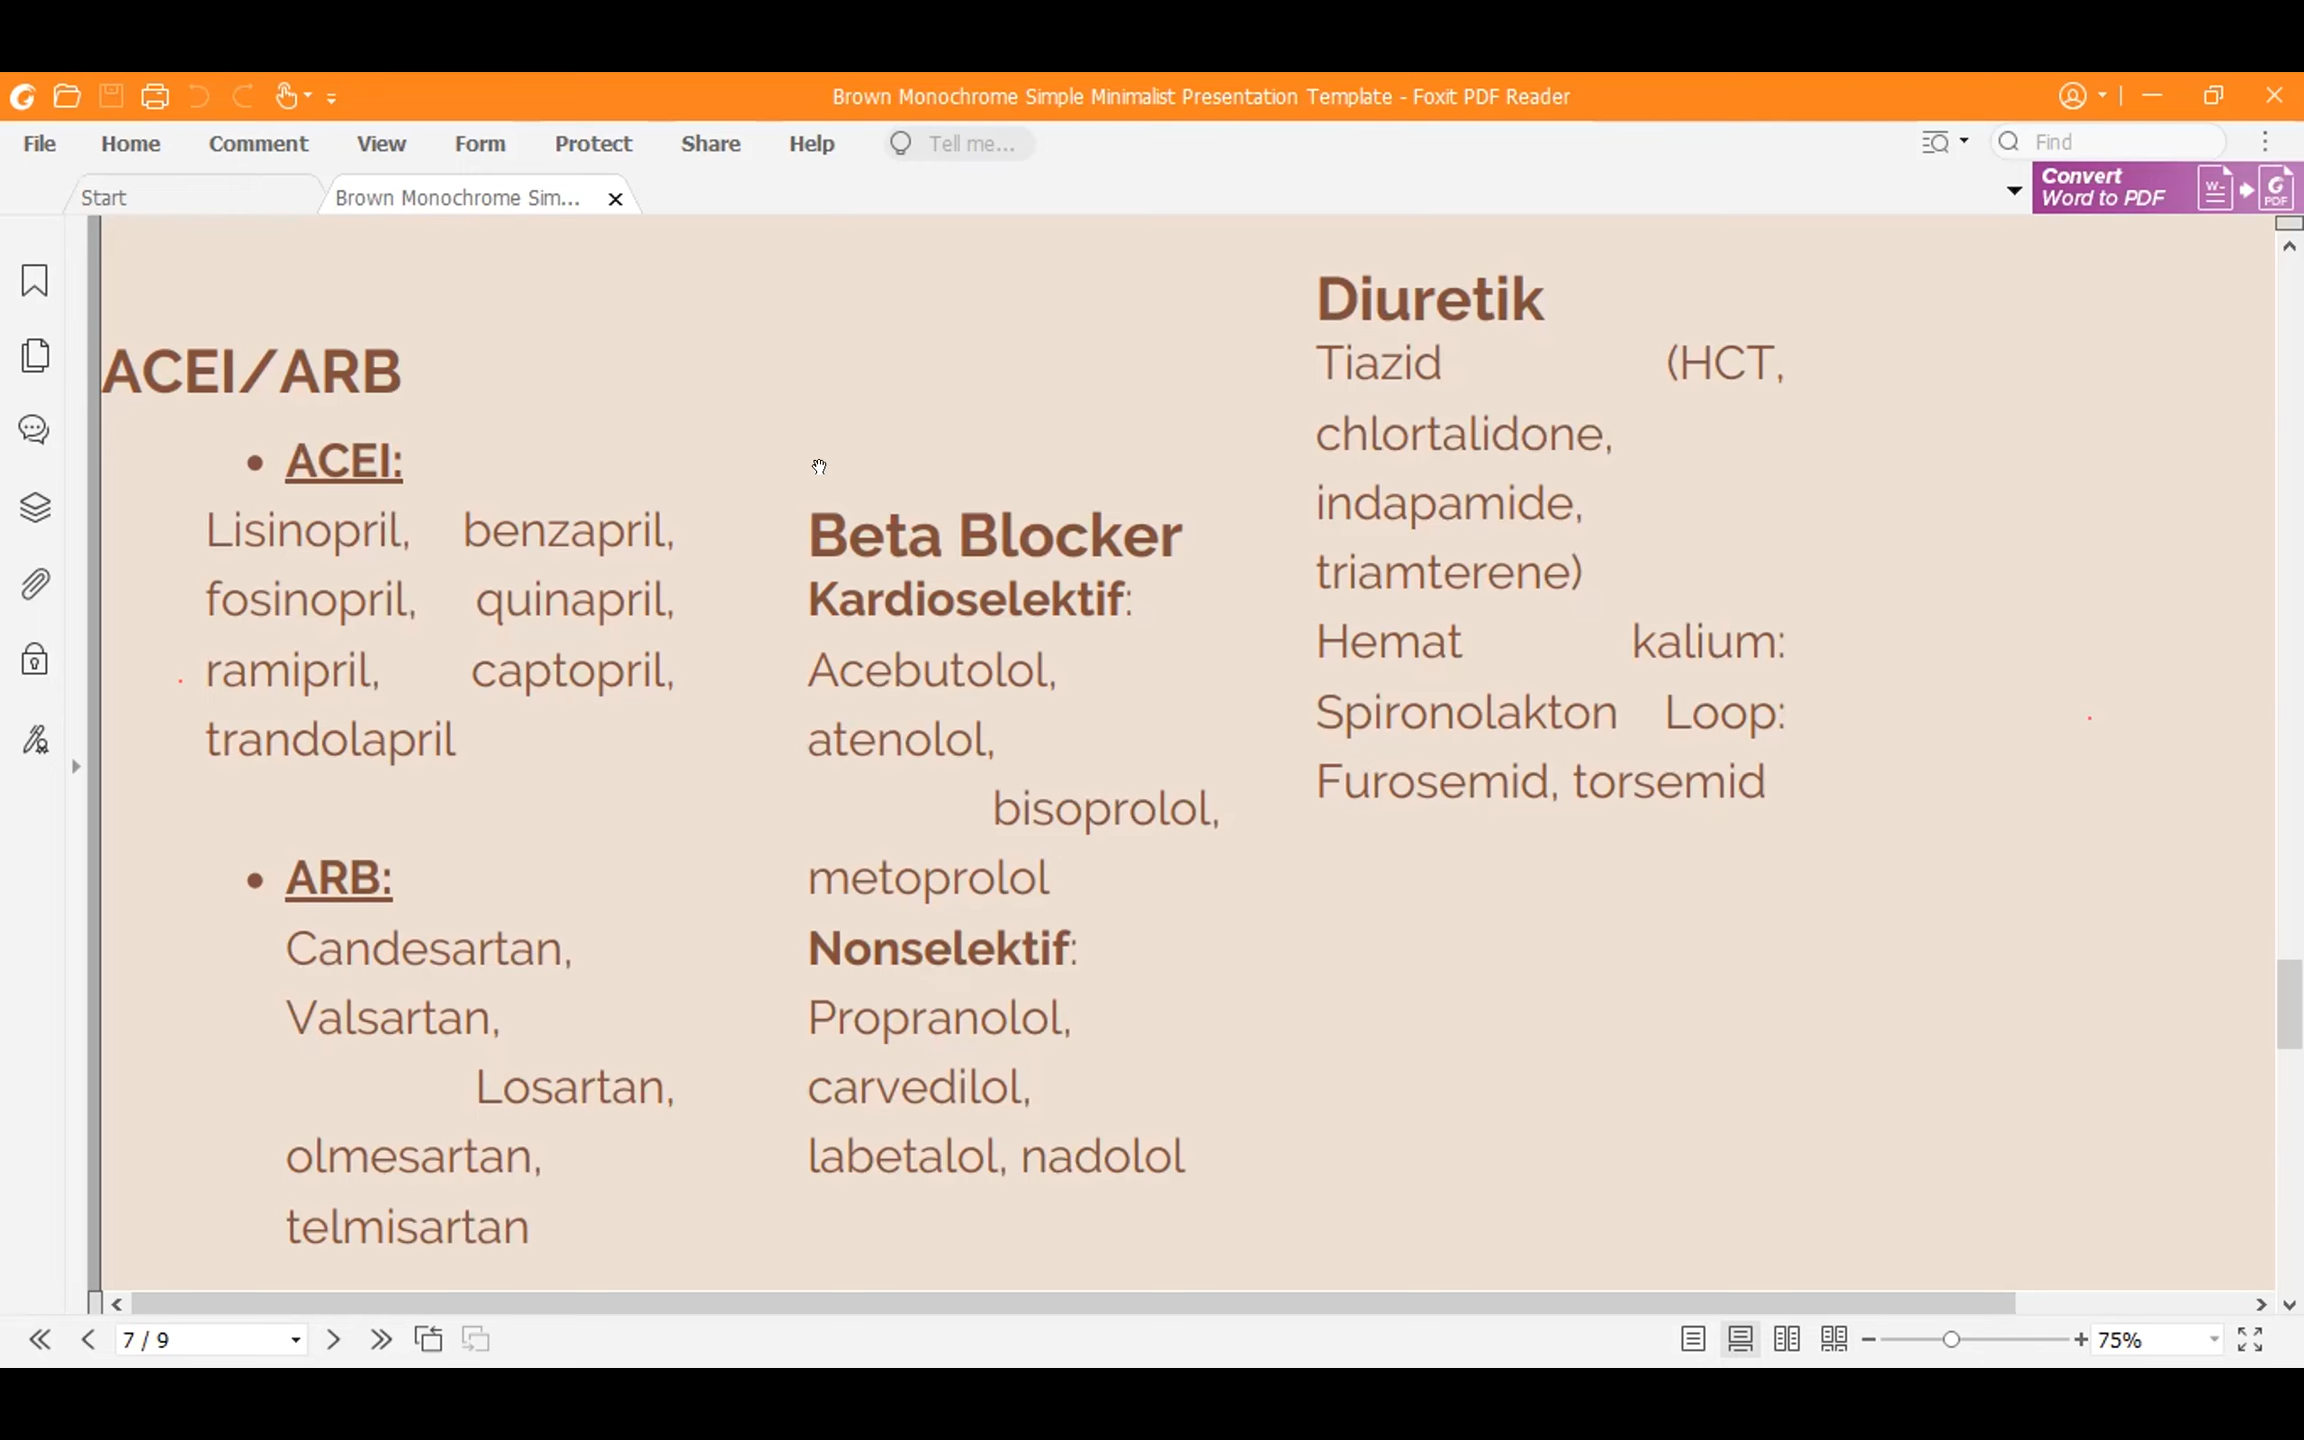 Brown Monochrome Simple Minimalist Presentation Template - Foxit PDF Reader
File Home Comment View Form Protect Share Help Tell me... Find
Start Brown Monochrome Sim... Convert
Word to PDF
W PDF
ACEI/ARB
• ACEI:
Lisinopril, benzapril,
fosinopril, quinapril,
ramipril, captopril,
trandolapril
• ARB:
Candesartan,
Valsartan,
Losartan,
olmesartan,
telmisartan
Beta Blocker
Kardioselektif:
Acebutolol,
atenolol,
bisoprolol,
metoprolol
Nonselektif:
Propranolol,
carvedilol,
labetalol, nadolol
Diuretik
Tiazid (HCT,
chlortalidone,
indapamide,
triamterene)
Hemat kalium:
Spironolakton Loop:
Furosemid, torsemid
7 / 9 75%